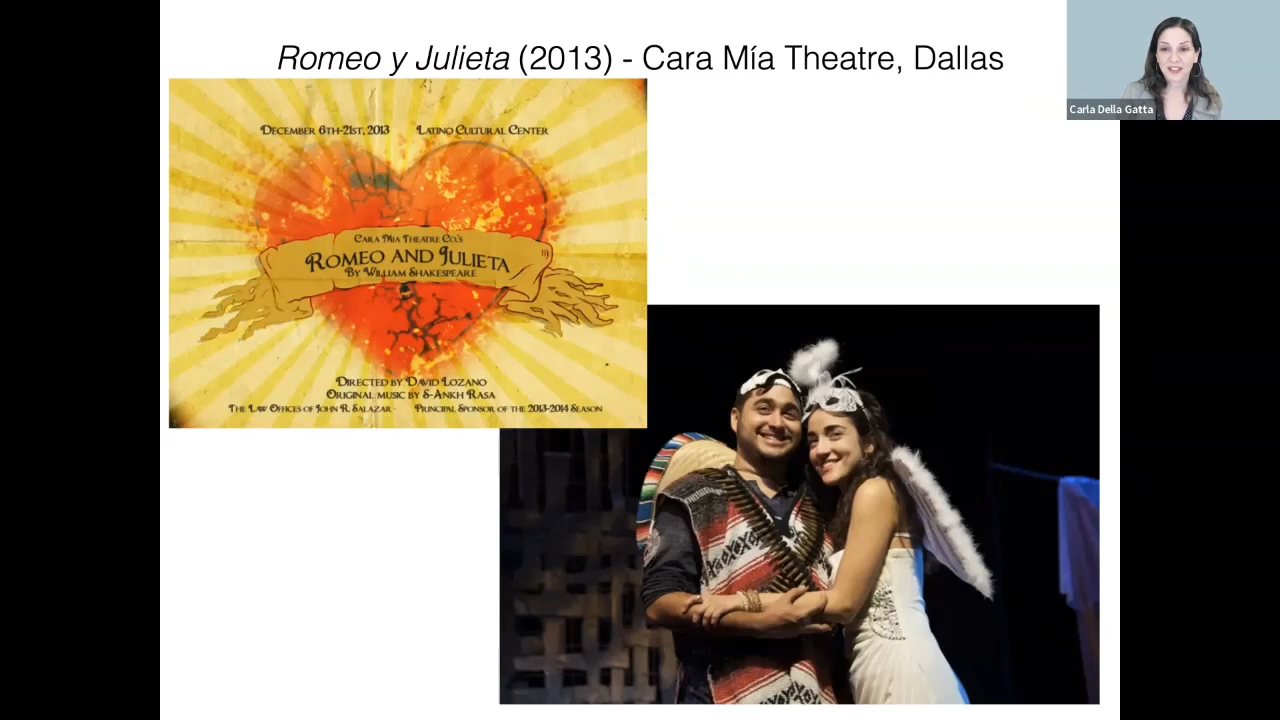 Romeo y Julieta (2013) - Cara Mía Theatre, Dallas
Carla Della Gatta
December 6th-21st, 2013 Latino Cultural Center
Cara Mia Theatre Co.'s
Romeo and Julieta
By William Shakespeare
Directed by David Lozano
Original music by S-Ankh Rasa
The Law Offices of John R. Salazar Principal Sponsor of the 2013-2014 Season